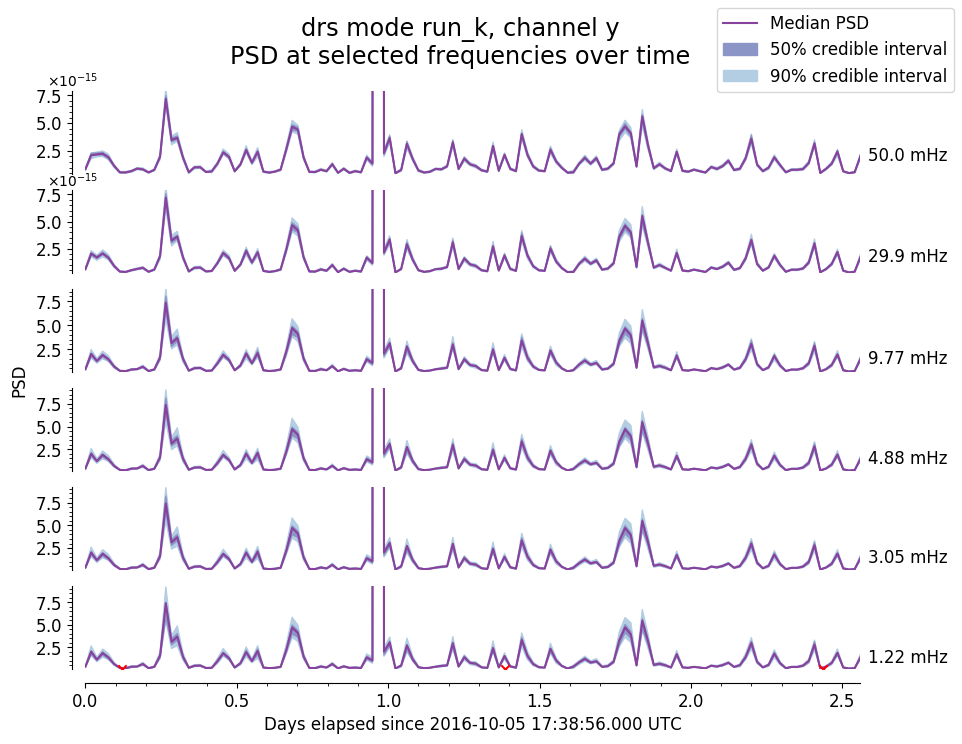 drs mode run_k, channel y
PSD at selected frequencies over time
Median PSD
50% credible interval
90% credible interval
×10⁻¹⁵
7.5
5.0
2.5
50.0 mHz
×10⁻¹⁵
7.5
5.0
2.5
29.9 mHz
7.5
5.0
2.5
9.77 mHz
PSD
7.5
5.0
2.5
4.88 mHz
7.5
5.0
2.5
3.05 mHz
7.5
5.0
2.5
1.22 mHz
0.0 0.5 1.0 1.5 2.0 2.5
Days elapsed since 2016-10-05 17:38:56.000 UTC